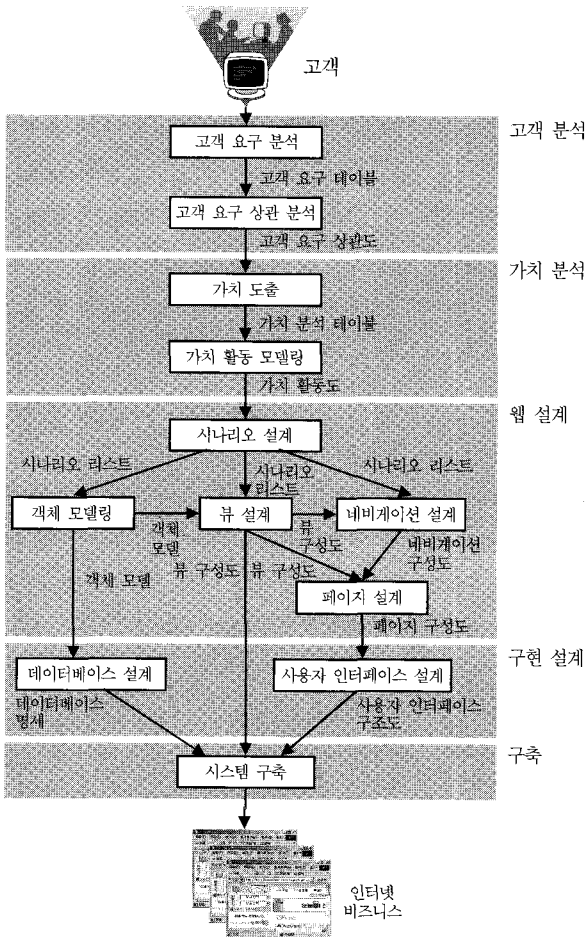 고객
고객 분석
고객 요구 분석
고객 요구 테이블
고객 요구 상관 분석
고객 요구 상관도
가치 분석
가치 도출
가치 분석 테이블
가치 활동 모델링
가치 활동도
웹 설계
시나리오 설계
시나리오 리스트
시나리오
리스트
시나리오 리스트
객체 모델링
뷰 설계
네비게이션 설계
객체
모델
뷰
구성도
네비게이션
구성도
객체 모델
뷰 구성도
뷰 구성도
페이지 설계
페이지 구성도
구현 설계
데이터베이스 설계
사용자 인터페이스 설계
데이터베이스
명세
사용자 인터페이스
구조도
구축
시스템 구축
인터넷
비즈니스